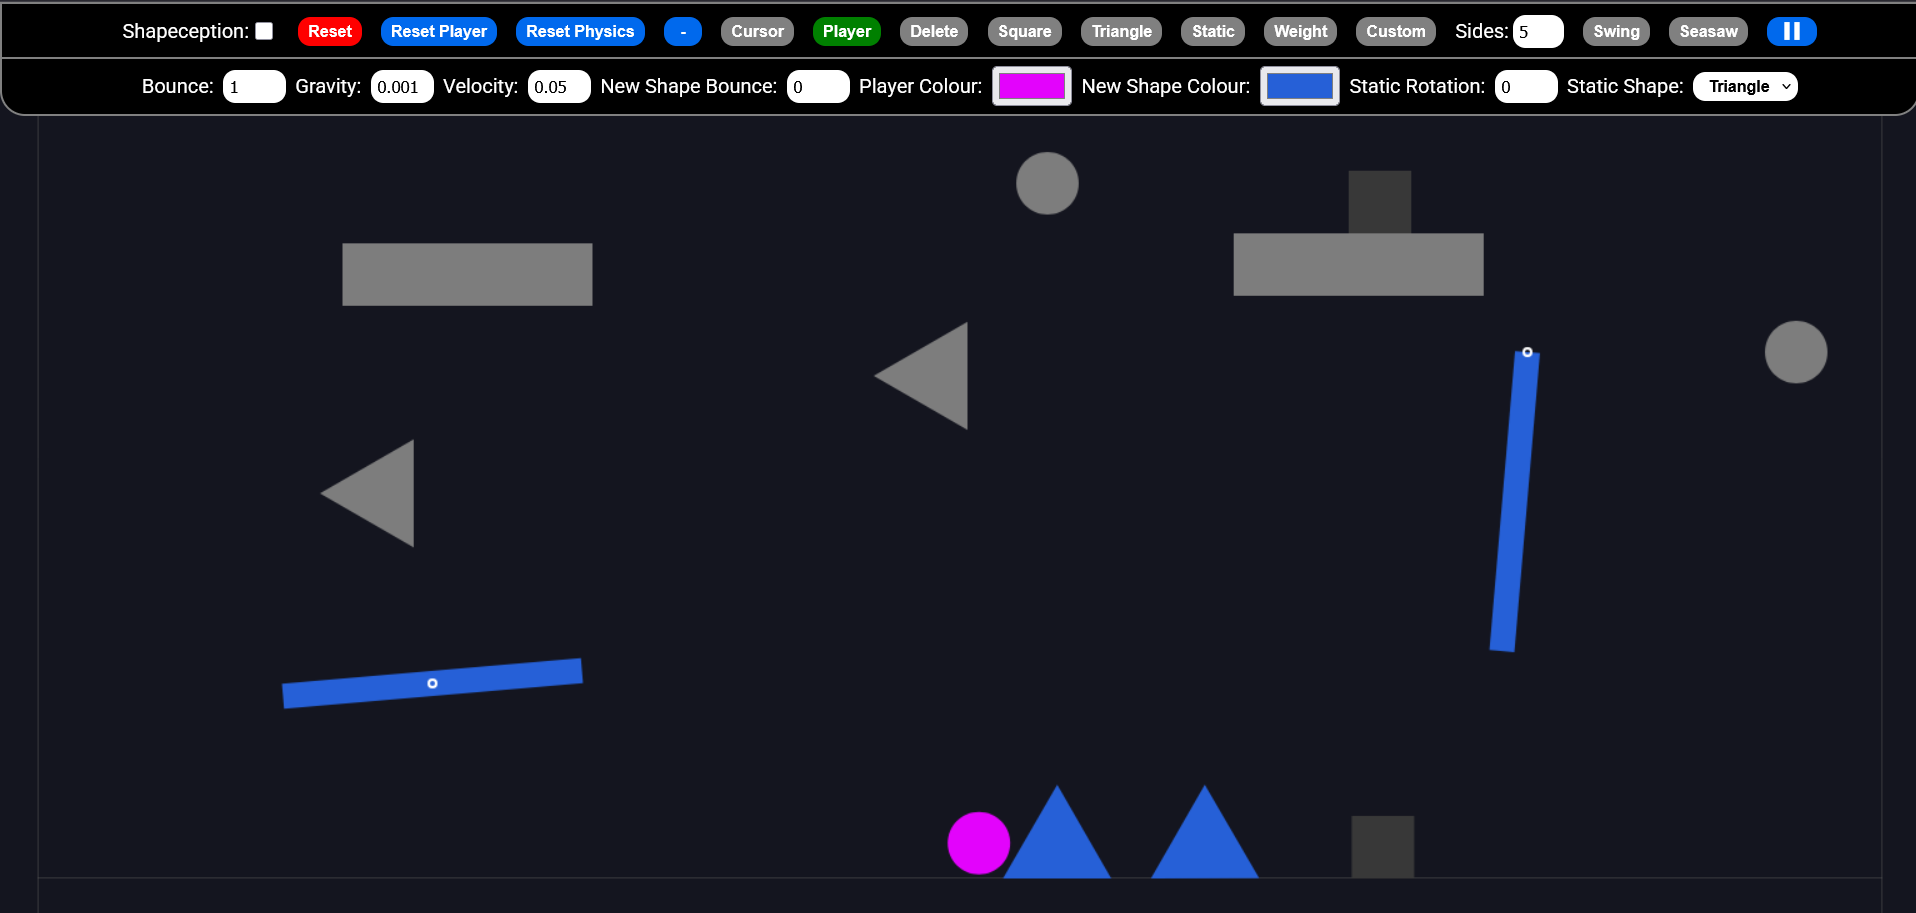 Shapeception: Reset Reset Player Reset Physics - Cursor Player Delete Square Triangle Static Weight Custom Sides: 5 Swing Seasaw
Bounce: 1 Gravity: 0.001 Velocity: 0.05 New Shape Bounce: 0 Player Colour: New Shape Colour: Static Rotation: 0 Static Shape: Triangle